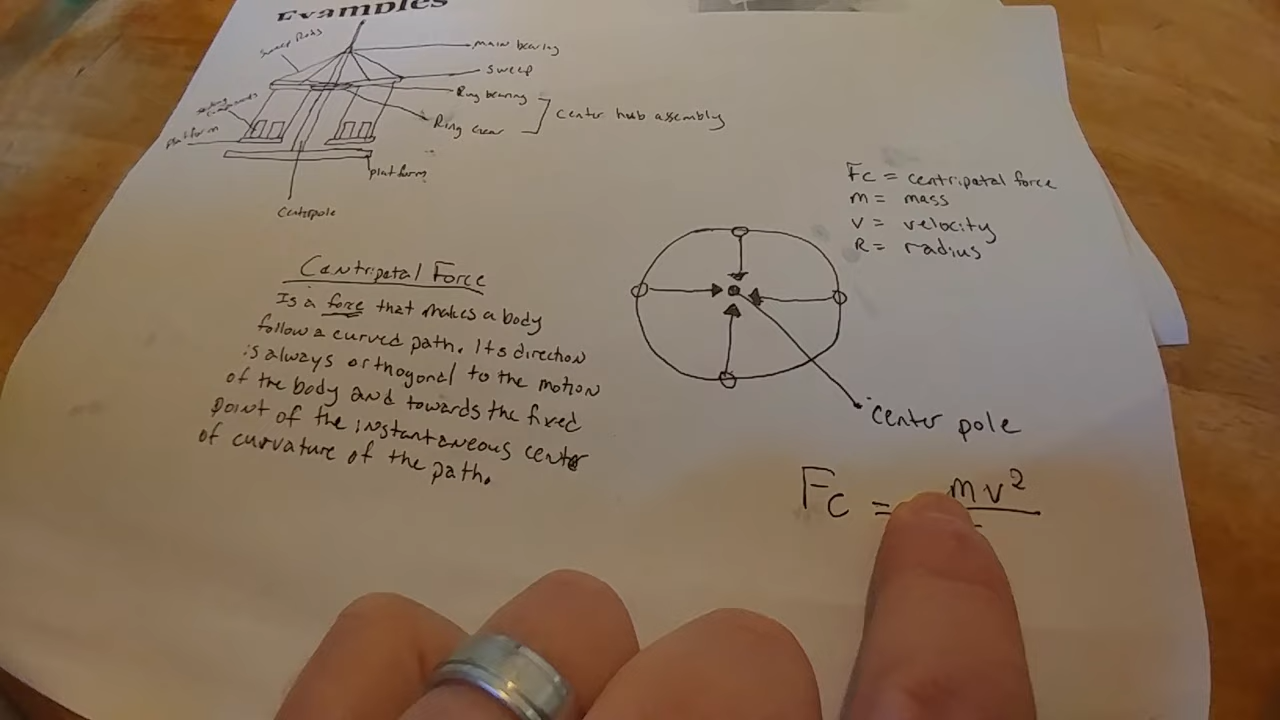 Examples
Sweep Rods
main bearing
sweep
Ring bearing
Ring Gear
center hub assembly
platform
platform
Centerpole
Fc = centripatal force
m = mass
v = velocity
R = radius
Centripetal Force
Is a force that makes a body
follow a curved path. Its direction
is always orthogonal to the motion
of the body and towards the fixed
point of the instantaneous center
of curvature of the path.
center pole
Fc = mv²